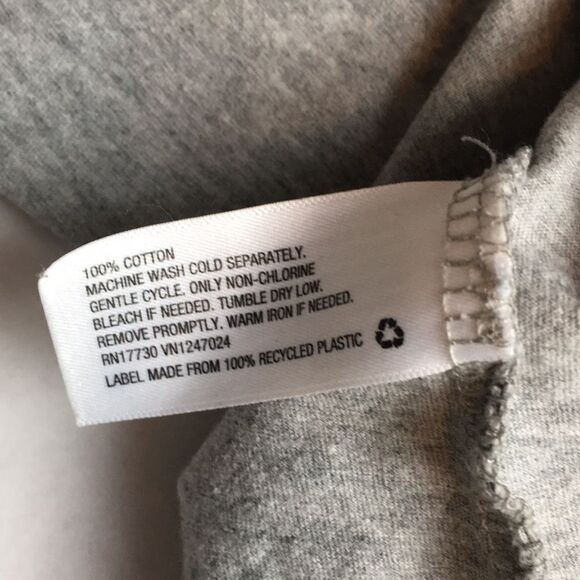 100% COTTON
MACHINE WASH COLD SEPARATELY.
GENTLE CYCLE. ONLY NON-CHLORINE
BLEACH IF NEEDED. TUMBLE DRY LOW.
REMOVE PROMPTLY. WARM IRON IF NEEDED.
RN17730 VN1247024
LABEL MADE FROM 100% RECYCLED PLASTIC